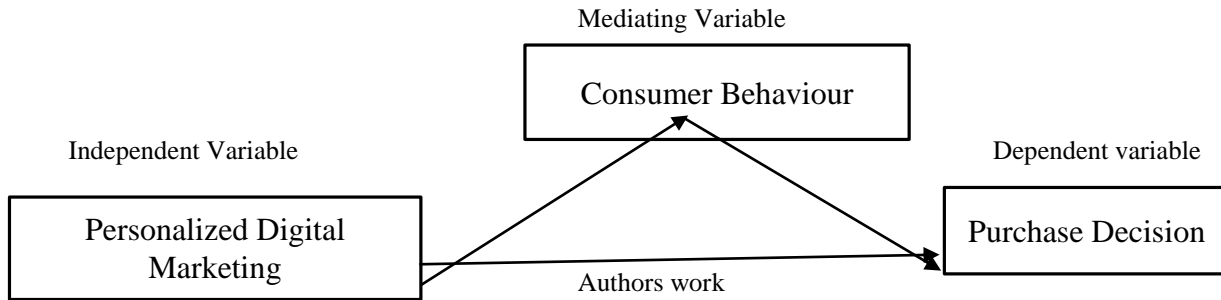 Mediating Variable
Consumer Behaviour
Independent Variable
Dependent variable
Personalized Digital
Marketing
Purchase Decision
Authors work